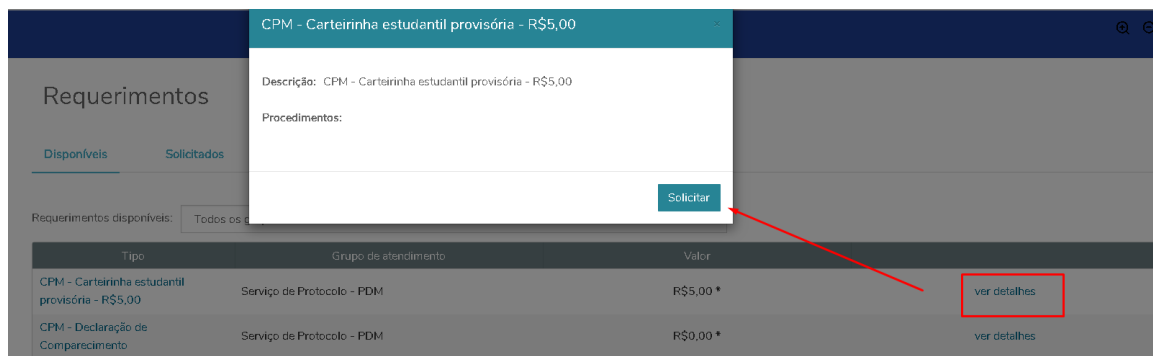 CPM - Carteirinha estudantil provisória - R$5,00
×
Descrição: CPM - Carteirinha estudantil provisória - R$5,00
Procedimentos:
Solicitar
Requerimentos
Disponíveis
Solicitados
Requerimentos disponíveis:
Todos os
Tipo
Grupo de atendimento
Valor
CPM - Carteirinha estudantil
provisória - R$5,00
Serviço de Protocolo - PDM
R$5,00 *
ver detalhes
CPM - Declaração de
Comparecimento
Serviço de Protocolo - PDM
R$0,00 *
ver detalhes